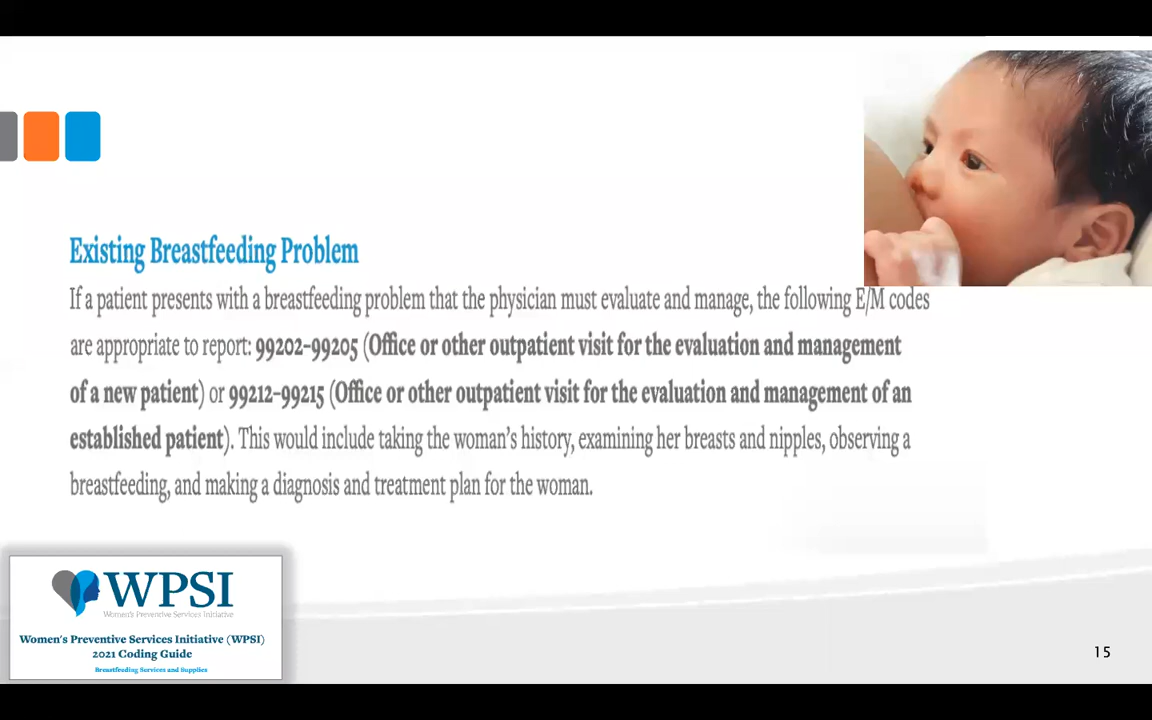 Existing Breastfeeding Problem
If a patient presents with a breastfeeding problem that the physician must evaluate and manage, the following E/M codes
are appropriate to report: 99202–99205 (Office or other outpatient visit for the evaluation and management
of a new patient) or 99212–99215 (Office or other outpatient visit for the evaluation and management of an
established patient). This would include taking the woman's history, examining her breasts and nipples, observing a
breastfeeding, and making a diagnosis and treatment plan for the woman.
WPSI
Women's Preventive Services Initiative
Women's Preventive Services Initiative (WPSI)
2021 Coding Guide
Breastfeeding Services and Supplies
15